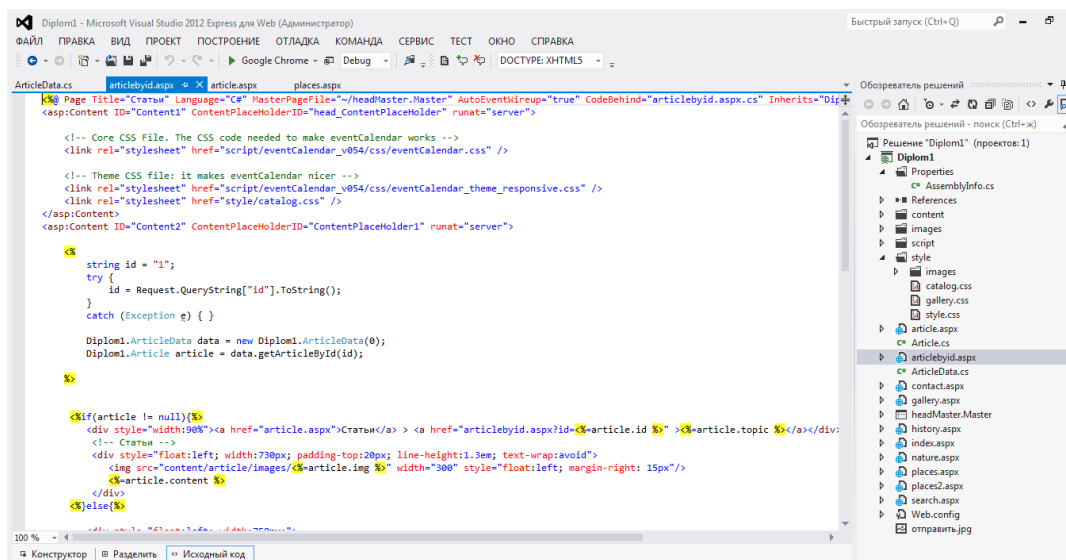 Diplom1 - Microsoft Visual Studio 2012 Express для Web (Администратор)
Быстрый запуск (Ctrl+Q)
ФАЙЛ ПРАВКА ВИД ПРОЕКТ ПОСТРОЕНИЕ ОТЛАДКА КОМАНДА СЕРВИС ТЕСТ ОКНО СПРАВКА
Google Chrome Debug DOCTYPE: XHTML5
ArticleData.cs articlebyid.aspx article.aspx places.aspx
<%@ Page Title="Статьи" Language="C#" MasterPageFile="~/headMaster.Master" AutoEventWireup="true" CodeBehind="articlebyid.aspx.cs" Inherits="Dip
<asp:Content ID="Content1" ContentPlaceHolderID="head_ContentPlaceHolder" runat="server">
<!-- Core CSS File. The CSS code needed to make eventCalendar works -->
<link rel="stylesheet" href="script/eventCalendar_v054/css/eventCalendar.css" />
<!-- Theme CSS file: it makes eventCalendar nicer -->
<link rel="stylesheet" href="script/eventCalendar_v054/css/eventCalendar_theme_responsive.css" />
<link rel="stylesheet" href="style/catalog.css" />
</asp:Content>
<asp:Content ID="Content2" ContentPlaceHolderID="ContentPlaceHolder1" runat="server">
<%
string id = "1";
try {
id = Request.QueryString["id"].ToString();
}
catch (Exception e) { }
Diplom1.ArticleData data = new Diplom1.ArticleData(0);
Diplom1.Article article = data.getArticleById(id);
%>
<%if(article != null){%>
<div style="width:90%"><a href="article.aspx">Статьи</a> > <a href="articlebyid.aspx?id=<%=article.id %>" ><%=article.topic %></a></div>
<!-- Статьи -->
<div style="float:left; width:730px; padding-top:20px; line-height:1.3em; text-wrap:avoid">
<img src="content/article/images/<%=article.img %>" width="300" style="float:left; margin-right: 15px"/>
<%=article.content %>
</div>
<%}else{%>
100 %
Конструктор Разделить Исходный код
Обозреватель решений
Обозреватель решений - поиск (Ctrl+ж)
Решение "Diplom1" (проектов: 1)
Diplom1
Properties
AssemblyInfo.cs
References
content
images
script
style
images
catalog.css
gallery.css
style.css
article.aspx
Article.cs
articlebyid.aspx
ArticleData.cs
contact.aspx
gallery.aspx
headMaster.Master
history.aspx
index.aspx
nature.aspx
places.aspx
places2.aspx
search.aspx
Web.config
отправить.jpg